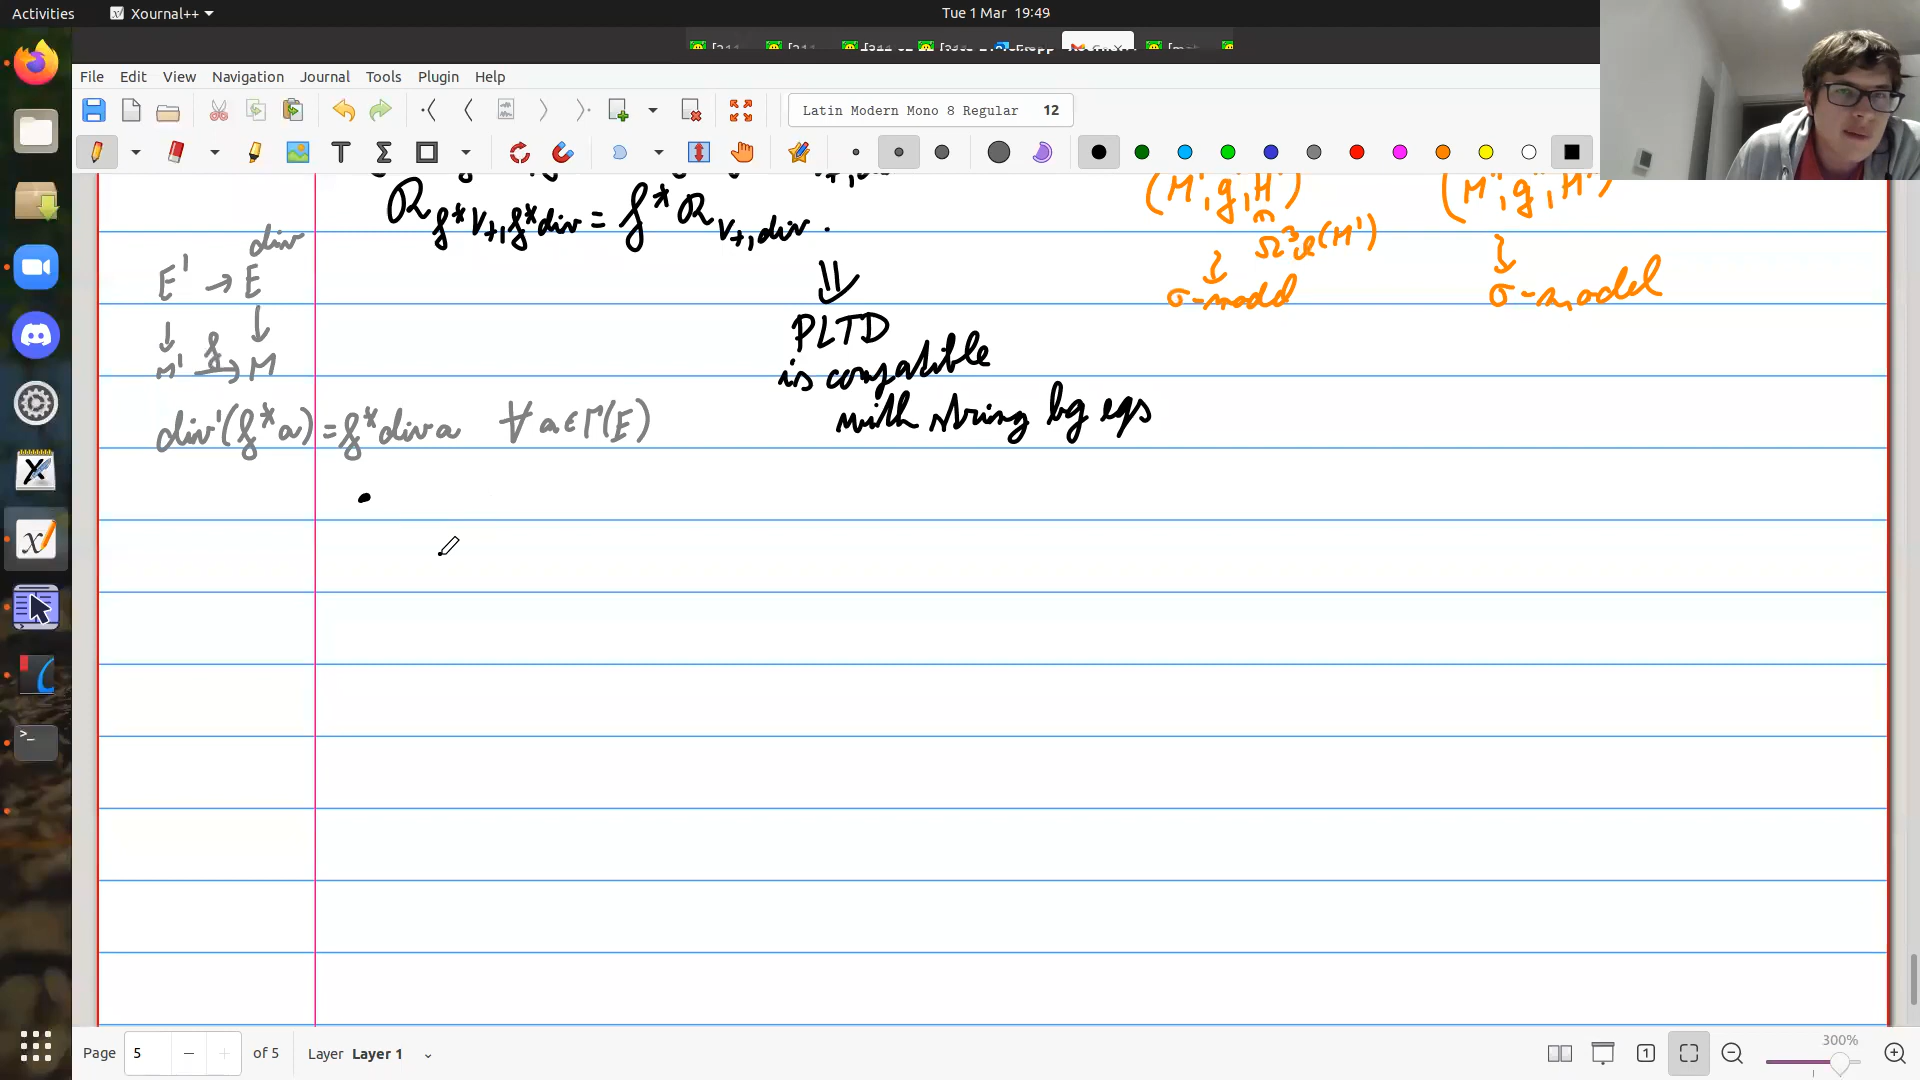 Activities
Xournal++
Tue 1 Mar 19:49
File Edit View Navigation Journal Tools Plugin Help
Latin Modern Mono 8 Regular 12
R f*V+, f*div = f* R V+, div .
(M', g', H')
∩
Ω³cl(M')
σ-model
(M'', g'', H'')
σ-model
div
E' → E
↓ ↓
M' f→ M
⇓
PLTD
is compatible
with string bg eqs
div'(f*a) = f* div a ∀ a ∈ Γ(E)
•
Page 5 of 5 Layer Layer 1
300%